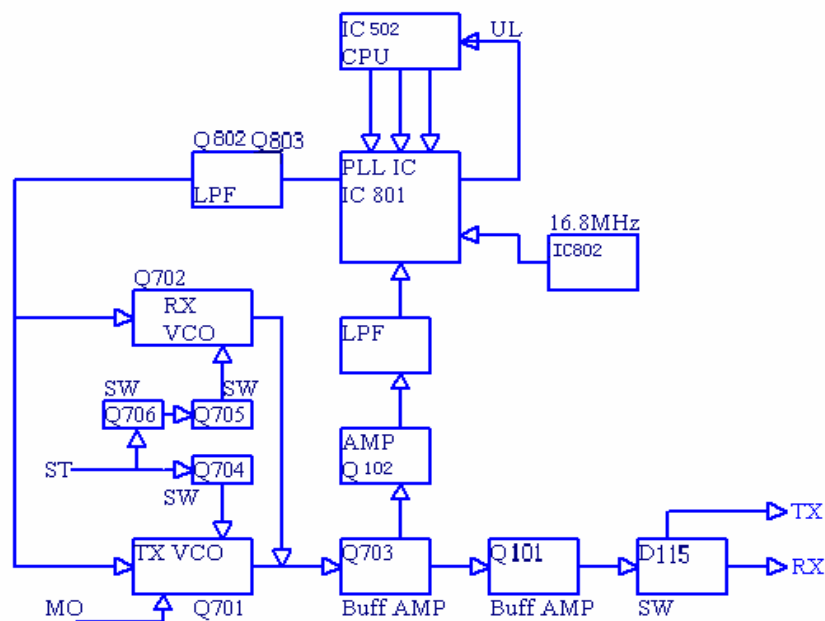 IC 502
CPU
UL
Q802 Q803
LPF
PLL IC
IC 801
16.8MHz
IC802
Q702
RX
VCO
LPF
SW
SW
Q706
Q705
AMP
Q 102
ST
Q704
SW
TX
TX VCO
Q703
Q 101
D115
RX
MO
Q701
Buff AMP
Buff AMP
SW